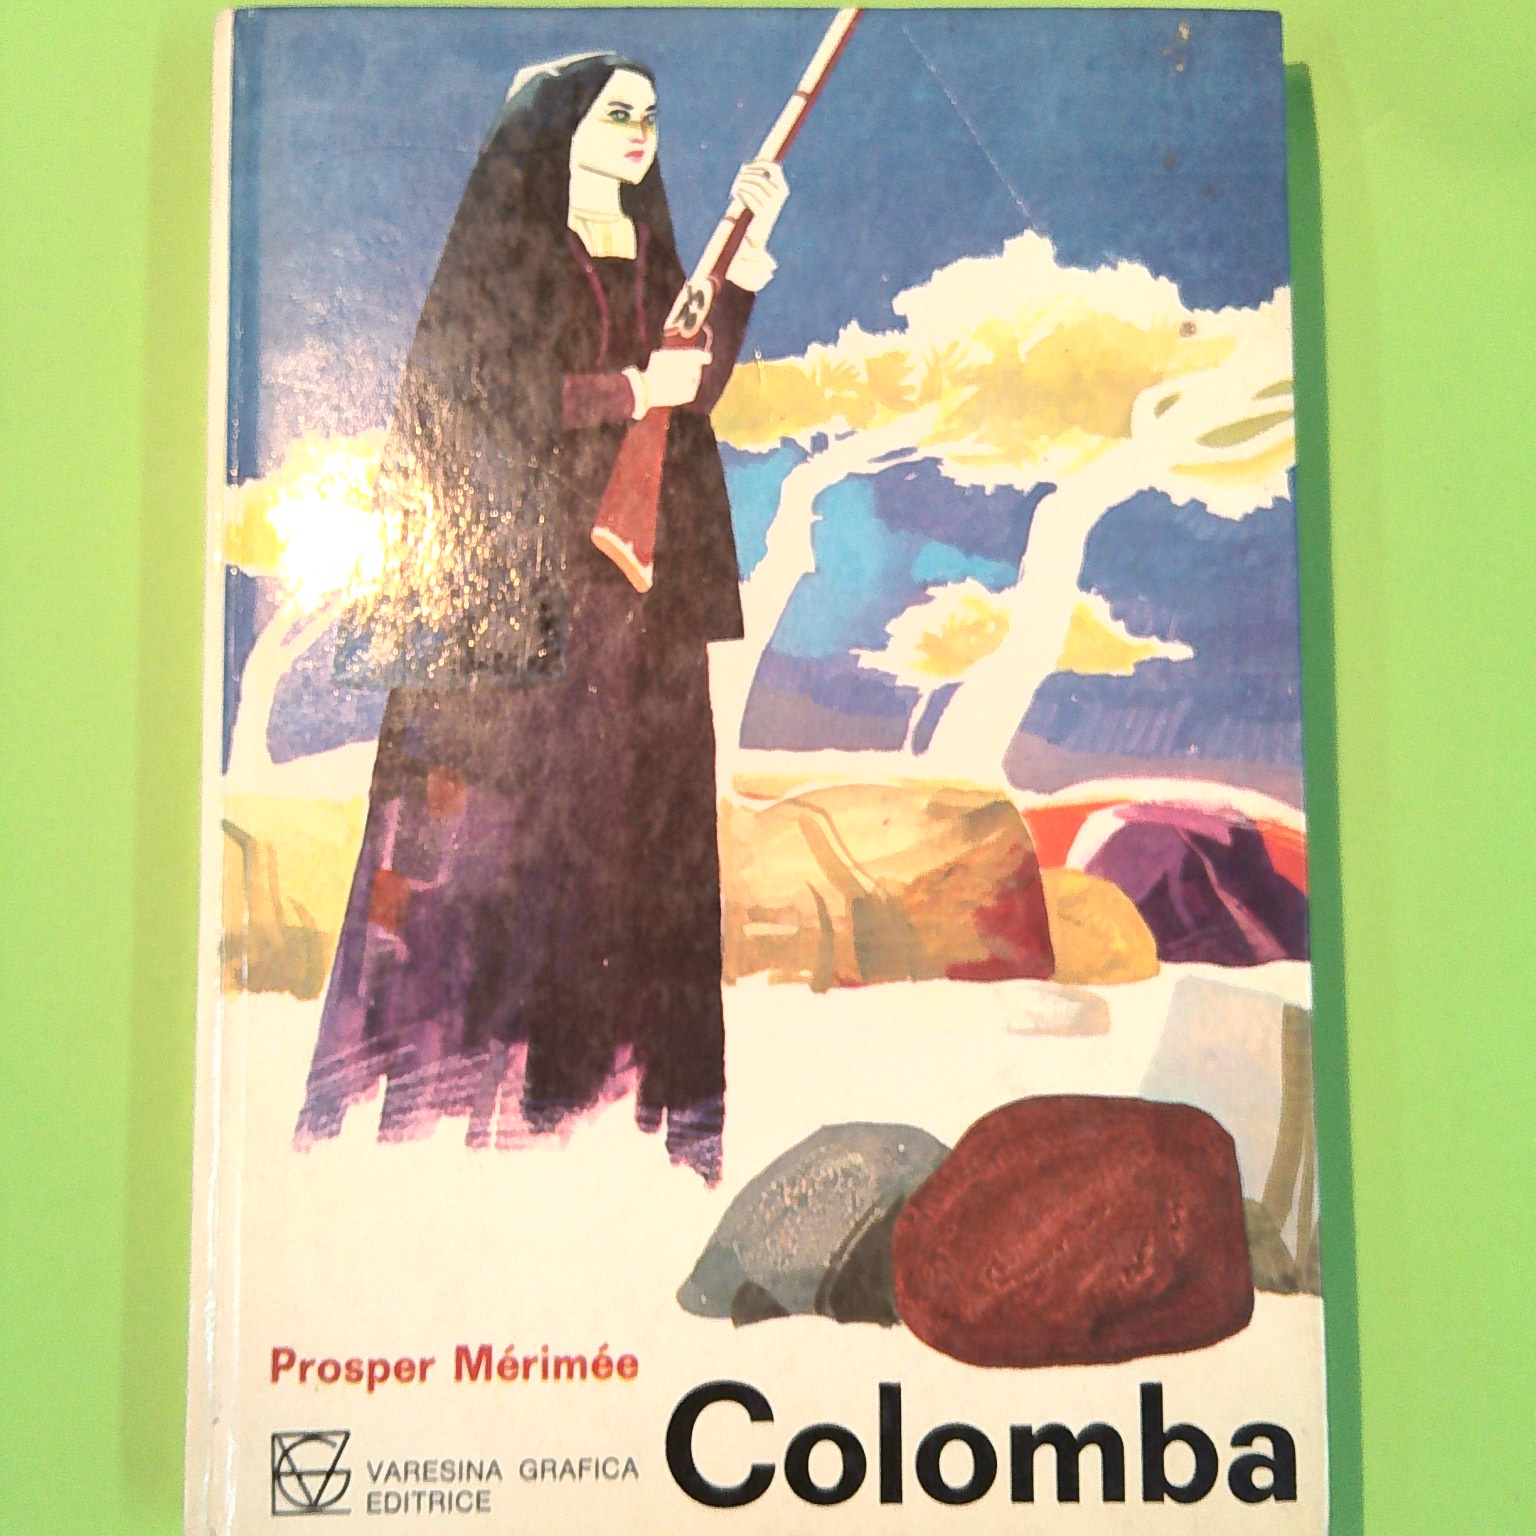 Prosper Mérimée
Colomba
VARESINA GRAFICA
EDITRICE